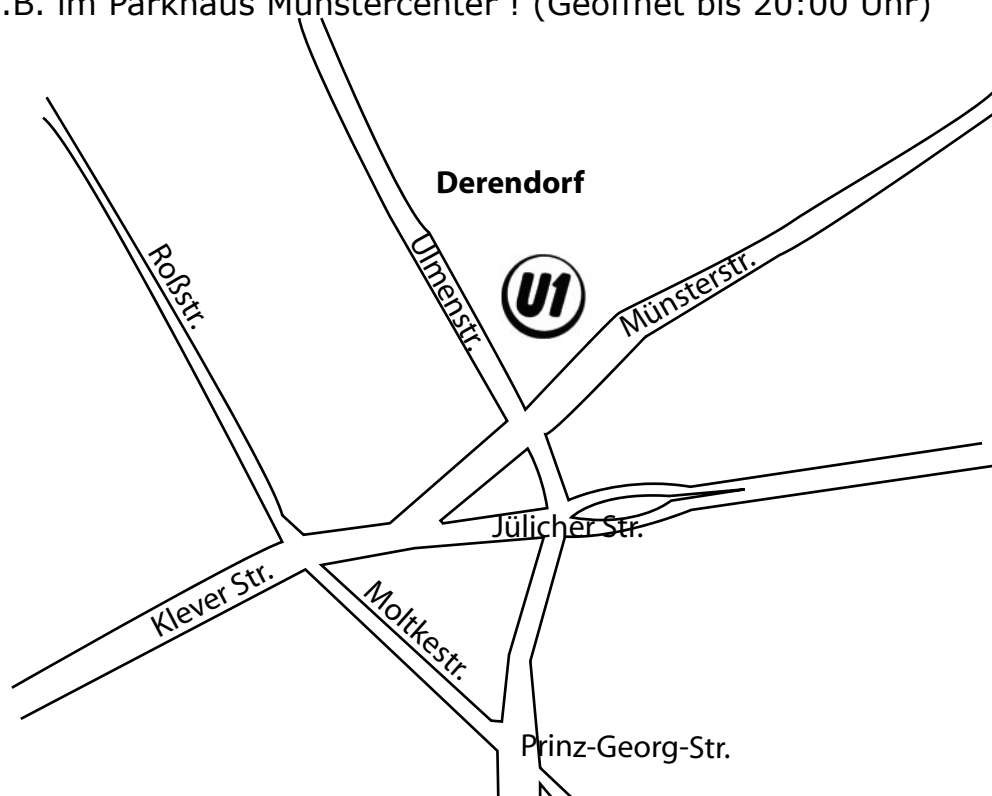 .B. im Parkhaus Münstercenter ! (Geöffnet bis 20:00 Uhr)
Derendorf
Roßstr.
Ulmenstr.
U1
Münsterstr.
Jülicher Str.
Klever Str.
Moltkestr.
Prinz-Georg-Str.